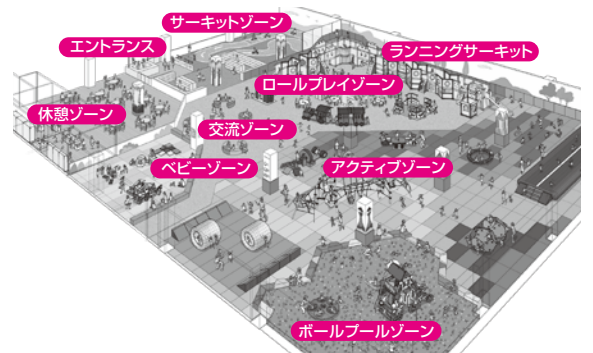 サーキットゾーン
エントランス
ランニングサーキット
ロールプレイゾーン
休憩ゾーン
交流ゾーン
ベビーゾーン
アクティブゾーン
ボールプールゾーン